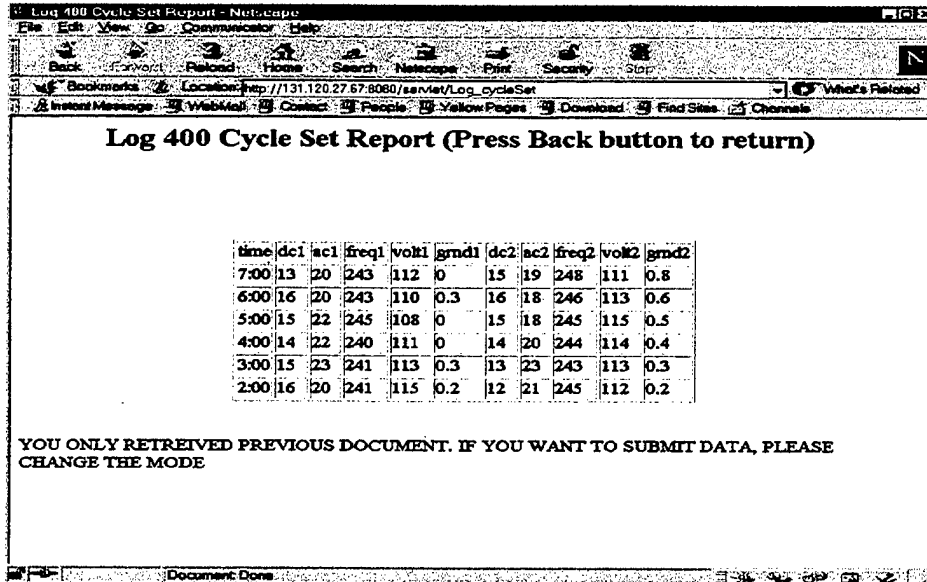 Log 400 Cycle Set Report - Netscape
File Edit View Go Communicator Help
Back Forward Reload Home Search Netscape Print Security Stop
Bookmarks Location: http://131.120.27.67:8080/servlet/Log_cycleSet What's Related
Instant Message WebMail Contact People Yellow Pages Download Find Sites Channels
Log 400 Cycle Set Report (Press Back button to return)
time dc1 ac1 freq1 volt1 grnd1 dc2 ac2 freq2 volt2 grnd2
7:00 13 20 243 112 0 15 19 248 111 0.8
6:00 16 20 243 110 0.3 16 18 246 113 0.6
5:00 15 22 245 108 0 15 18 245 115 0.5
4:00 14 22 240 111 0 14 20 244 114 0.4
3:00 15 23 241 113 0.3 13 23 243 113 0.3
2:00 16 20 241 115 0.2 12 21 245 112 0.2
YOU ONLY RETREIVED PREVIOUS DOCUMENT. IF YOU WANT TO SUBMIT DATA, PLEASE
CHANGE THE MODE
Document: Done